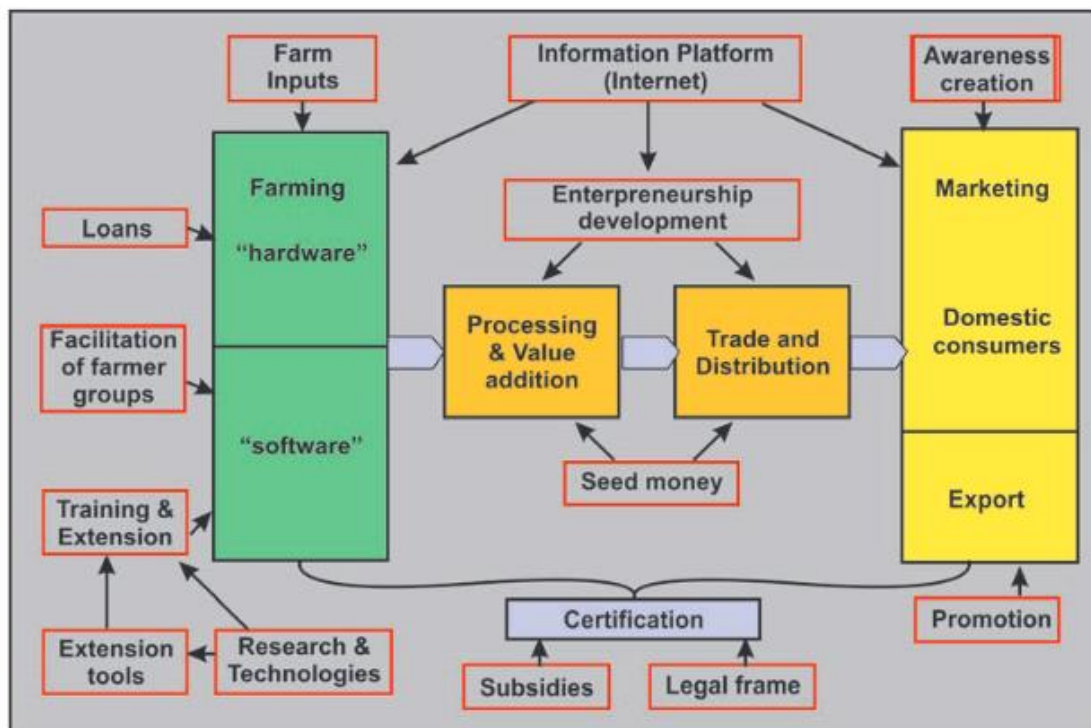 Farm
Inputs
Information Platform
(Internet)
Awareness
creation
Farming
"hardware"
Loans
Enterpreneurship
development
Marketing
Domestic
consumers
Processing
& Value
addition
Trade and
Distribution
Facilitation
of farmer
groups
"software"
Seed money
Export
Training &
Extension
Certification
Promotion
Extension
tools
Research &
Technologies
Subsidies
Legal frame